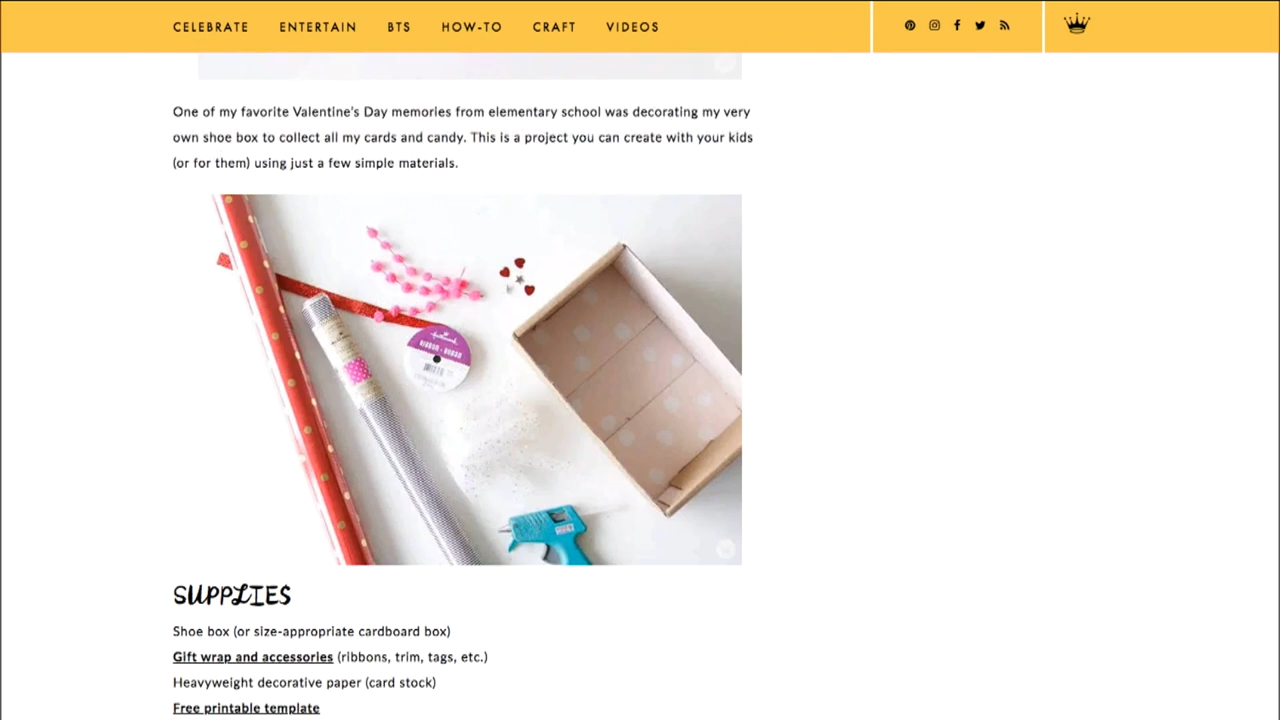 CELEBRATE ENTERTAIN BTS HOW-TO CRAFT VIDEOS
One of my favorite Valentine's Day memories from elementary school was decorating my very
own shoe box to collect all my cards and candy. This is a project you can create with your kids
(or for them) using just a few simple materials.
Hallmark
RIBBON • RUBAN
SUPPLIES
Shoe box (or size-appropriate cardboard box)
Gift wrap and accessories (ribbons, trim, tags, etc.)
Heavyweight decorative paper (card stock)
Free printable template